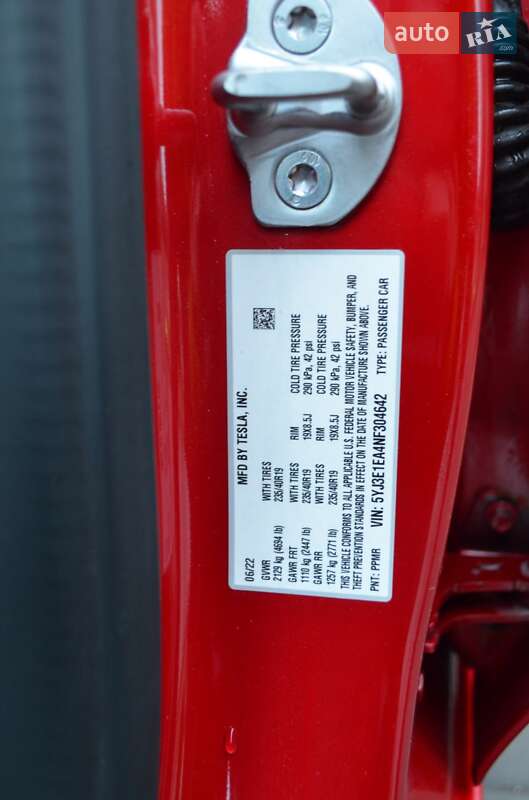 auto RIA .com
MFD BY TESLA, INC.
06/22
GVWR
2129 kg (4694 lb)
GAWR FRT WITH TIRES RIM COLD TIRE PRESSURE
1110 kg (2447 lb) 235/40R19 19X8.5J 290 kPa, 42 psi
GAWR RR WITH TIRES RIM COLD TIRE PRESSURE
1257 kg (2771 lb) 235/40R19 19X8.5J 290 kPa, 42 psi
THIS VEHICLE CONFORMS TO ALL APPLICABLE U.S. FEDERAL MOTOR VEHICLE SAFETY, BUMPER, AND
THEFT PREVENTION STANDARDS IN EFFECT ON THE DATE OF MANUFACTURE SHOWN ABOVE.
VIN: 5YJ3E1EA4NF304642 TYPE: PASSENGER CAR
PNT: PPMR